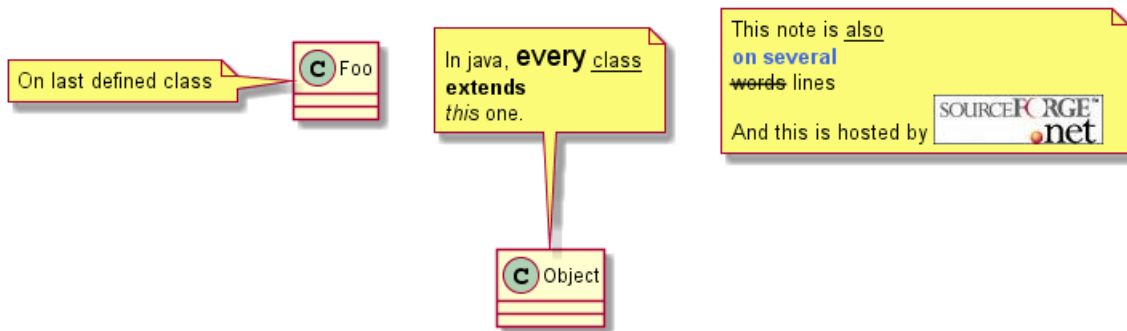 On last defined class
C Foo
In java, every class
extends
this one.
C Object
This note is also
on several
words lines
And this is hosted by SOURCEFORGE™
.net